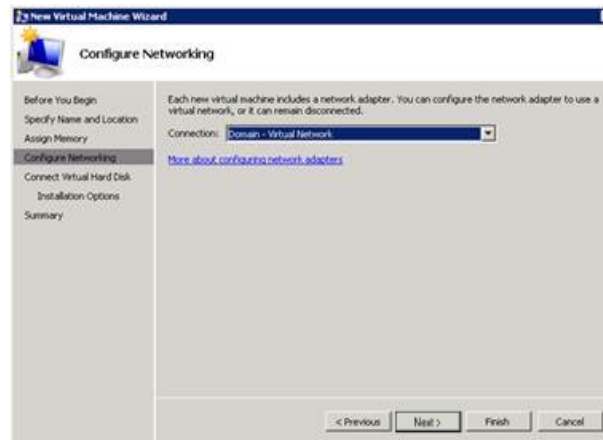 New Virtual Machine Wizard
Configure Networking
Before You Begin
Specify Name and Location
Assign Memory
Configure Networking
Connect Virtual Hard Disk
Installation Options
Summary
Each new virtual machine includes a network adapter. You can configure the network adapter to use a
virtual network, or it can remain disconnected.
Connection: Domain - Virtual Network
More about configuring network adapters
< Previous Next > Finish Cancel